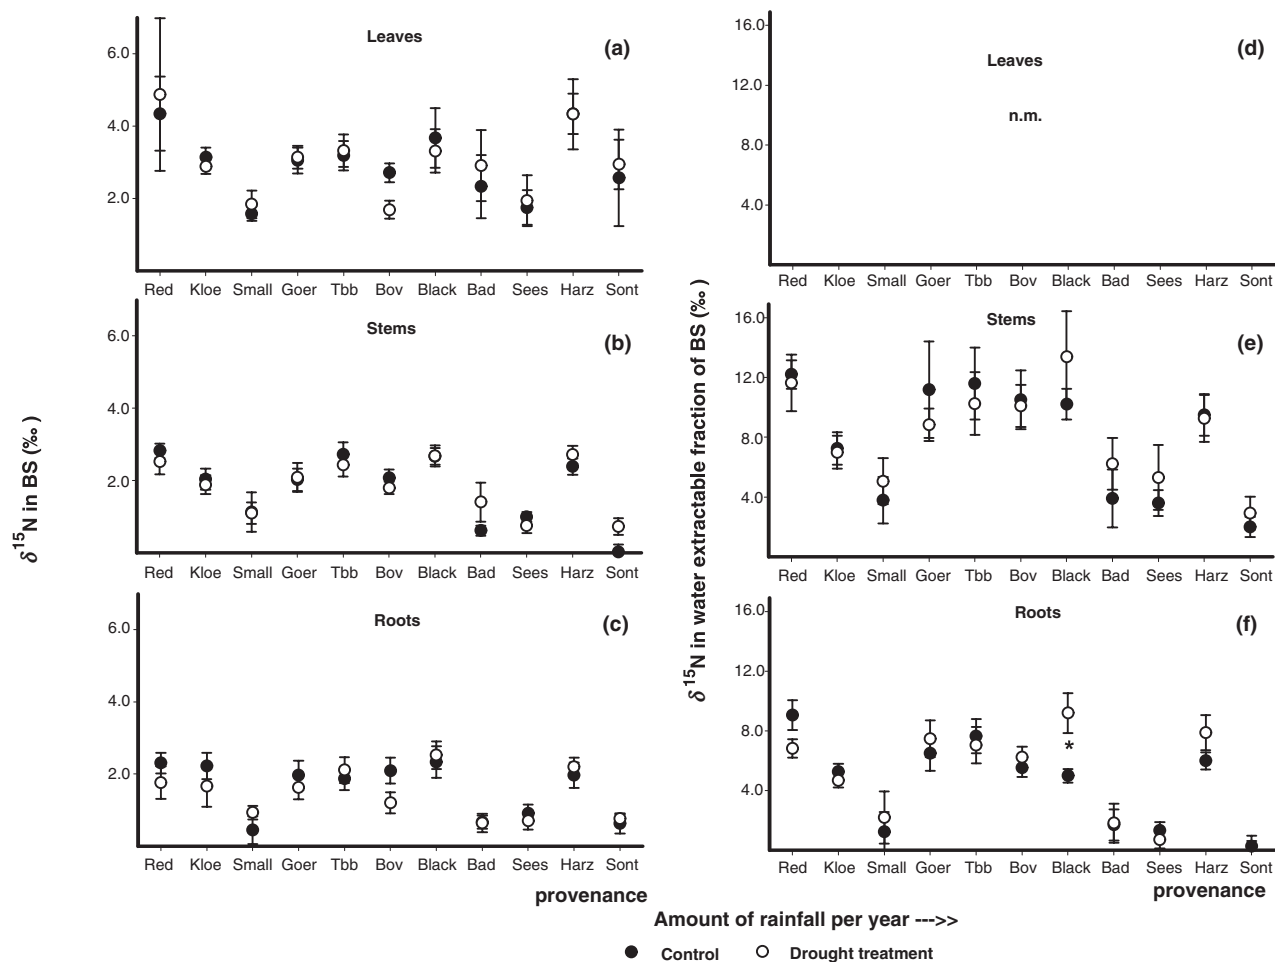 Leaves
(a)
6.0
4.0
2.0
Red Kloe Small Goer Tbb Bov Black Bad Sees Harz Sont
Stems
(b)
6.0
4.0
2.0
Red Kloe Small Goer Tbb Bov Black Bad Sees Harz Sont
Roots
(c)
6.0
4.0
2.0
Red Kloe Small Goer Tbb Bov Black Bad Sees Harz Sont
provenance
δ15N in BS (‰)
16.0
(d)
Leaves
12.0
n.m.
8.0
4.0
Red Kloe Small Goer Tbb Bov Black Bad Sees Harz Sont
16.0
Stems
(e)
12.0
8.0
4.0
Red Kloe Small Goer Tbb Bov Black Bad Sees Harz Sont
16.0
Roots
(f)
12.0
8.0
*
4.0
Red Kloe Small Goer Tbb Bov Black Bad Sees Harz Sont
provenance
δ15N in water extractable fraction of BS (‰)
Amount of rainfall per year --->>
Control Drought treatment